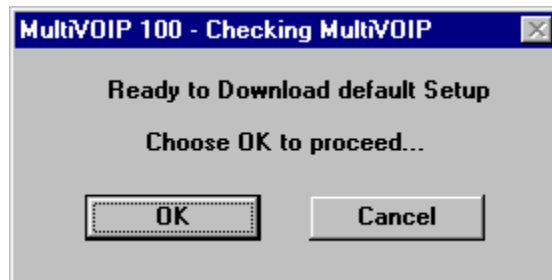 MultiVOIP 100 - Checking MultiVOIP
Ready to Download default Setup
Choose OK to proceed...
OK Cancel